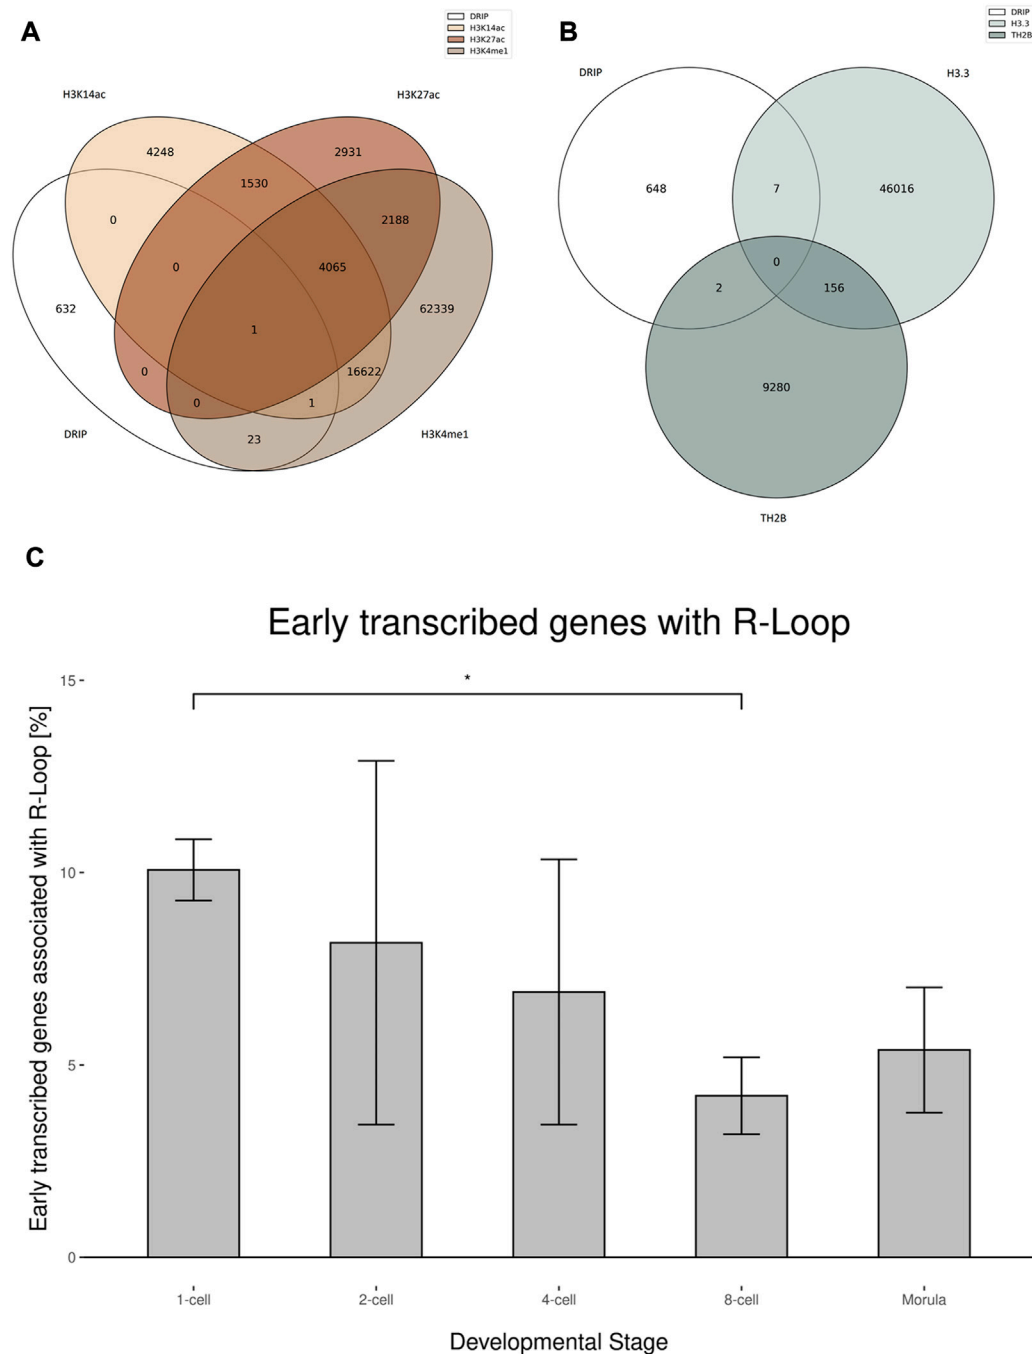 A
DRIP
H3K14ac
H3K27ac
H3K4me1
H3K14ac
H3K27ac
4248
2931
1530
0
2188
0
4065
632
62339
1
0
16622
0
1
23
DRIP
H3K4me1
B
DRIP
H3.3
TH2B
DRIP
H3.3
648
7
46016
0
2
156
9280
TH2B
C
Early transcribed genes with R-Loop
Early transcribed genes associated with R-Loop [%]
15
10
5
0
*
1-cell
2-cell
4-cell
8-cell
Morula
Developmental Stage